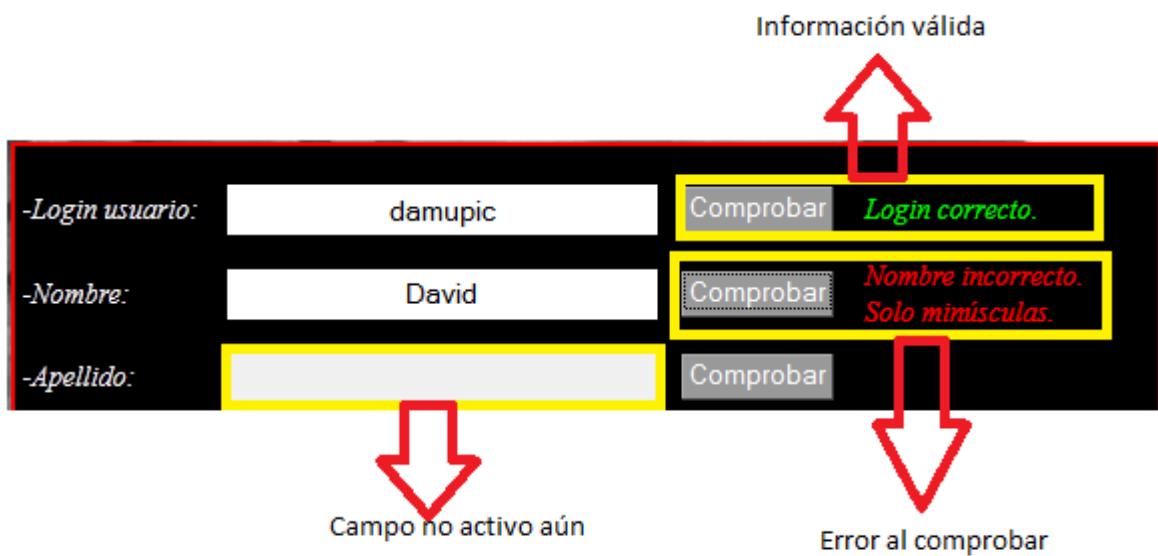 Información válida
-Login usuario: damupic Comprobar Login correcto.
-Nombre: David Comprobar Nombre incorrecto.
Solo minúsculas.
-Apellido: Comprobar
Campo no activo aún
Error al comprobar